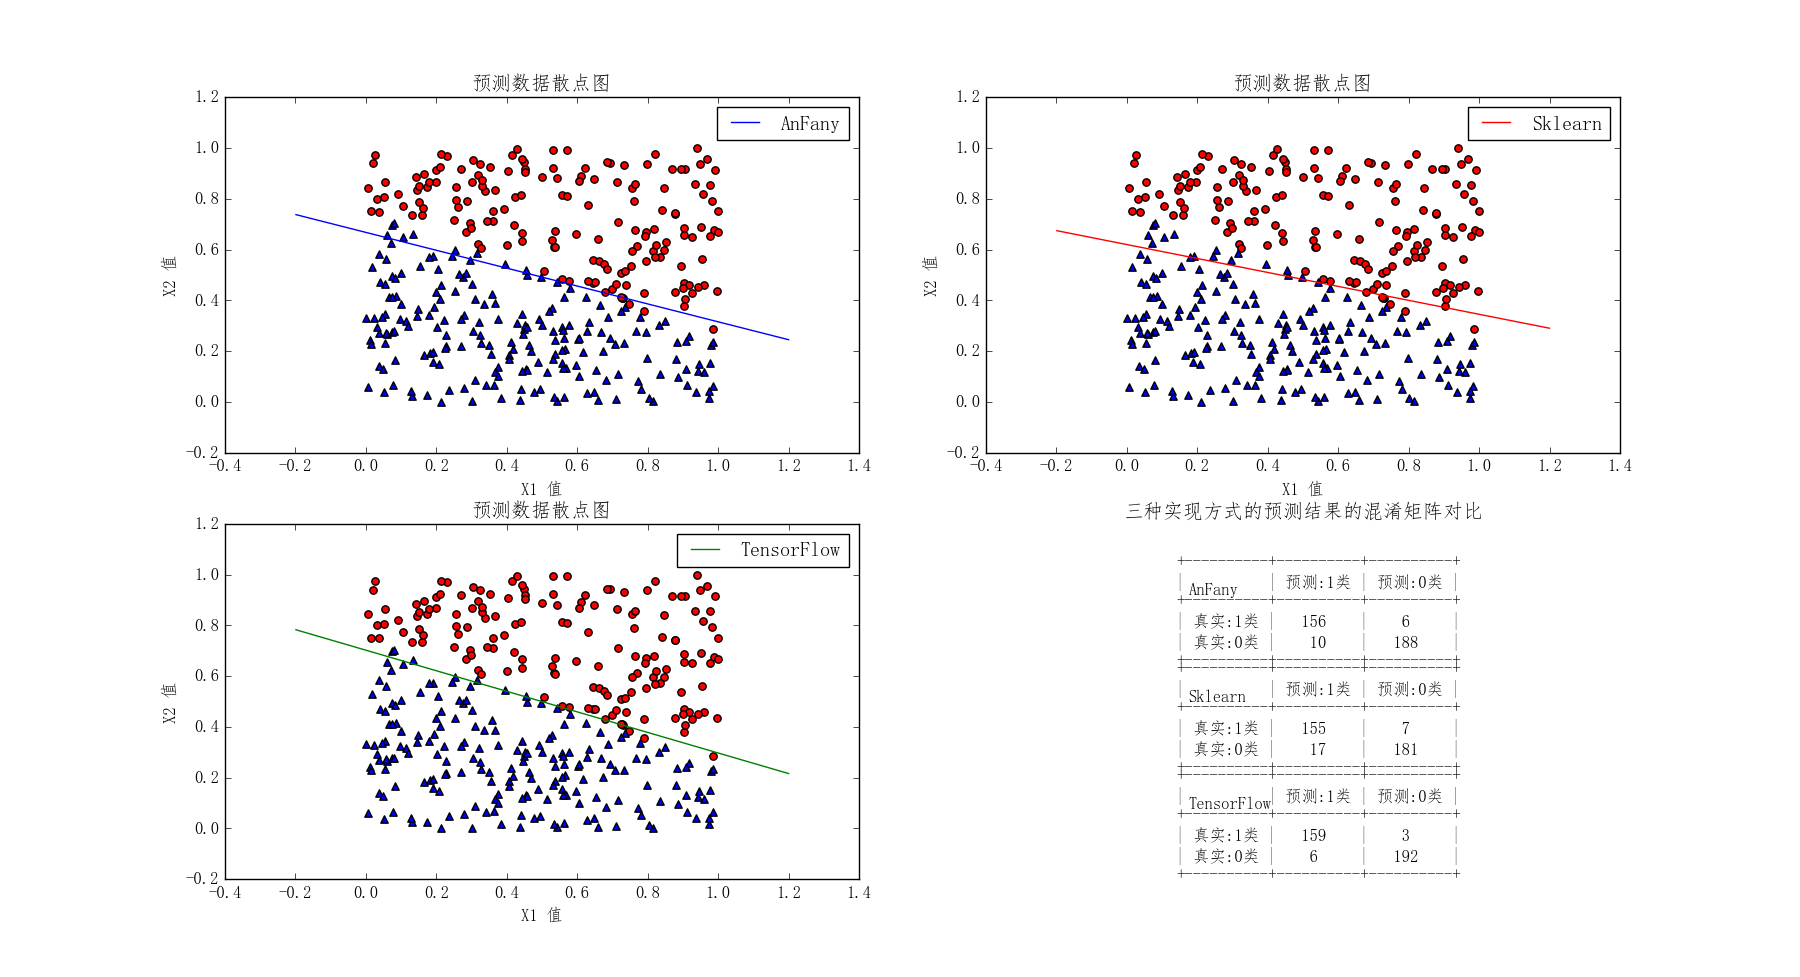 预测数据散点图
AnFany
1.2
1.0
0.8
0.6
0.4
0.2
0.0
−0.2
X2 值
−0.4 −0.2 0.0 0.2 0.4 0.6 0.8 1.0 1.2 1.4
X1 值
预测数据散点图
Sklearn
1.2
1.0
0.8
0.6
0.4
0.2
0.0
−0.2
X2 值
−0.4 −0.2 0.0 0.2 0.4 0.6 0.8 1.0 1.2 1.4
X1 值
预测数据散点图
TensorFlow
1.2
1.0
0.8
0.6
0.4
0.2
0.0
−0.2
X2 值
−0.4 −0.2 0.0 0.2 0.4 0.6 0.8 1.0 1.2 1.4
X1 值
三种实现方式的预测结果的混淆矩阵对比
+----------+----------+----------+
| AnFany | 预测:1类 | 预测:0类 |
+----------+----------+----------+
| 真实:1类 | 156 | 6 |
| 真实:0类 | 10 | 188 |
+----------+----------+----------+
+----------+----------+----------+
| Sklearn | 预测:1类 | 预测:0类 |
+----------+----------+----------+
| 真实:1类 | 155 | 7 |
| 真实:0类 | 17 | 181 |
+----------+----------+----------+
+----------+----------+----------+
| TensorFlow| 预测:1类 | 预测:0类 |
+----------+----------+----------+
| 真实:1类 | 159 | 3 |
| 真实:0类 | 6 | 192 |
+----------+----------+----------+